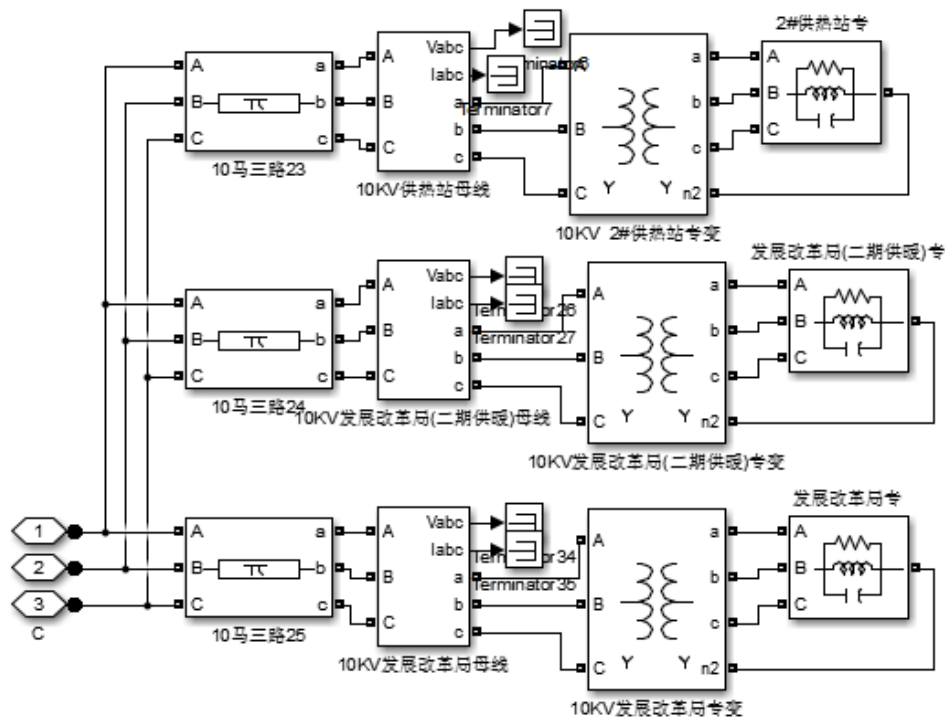 2#供热站专
A a A Vabc
Iabc
B b B a
C c C b
c
10马三路23
10KV供热站母线
Terminator7
A a A
B b B
C c C
Y Y n2
10KV 2#供热站专变
发展改革局(二期供暖)专
A a A Vabc
Iabc
B b B a
C c C b
c
10马三路24
10KV发展改革局(二期供暖)母线
Terminator26
Terminator27
A a A
B b B
C c C
Y Y n2
10KV发展改革局(二期供暖)专变
发展改革局专
1
2
3
C
A a A Vabc
Iabc
B b B a
C c C b
c
10马三路25
10KV发展改革局母线
Terminator34
Terminator35
A a A
B b B
C c C
Y Y n2
10KV发展改革局专变